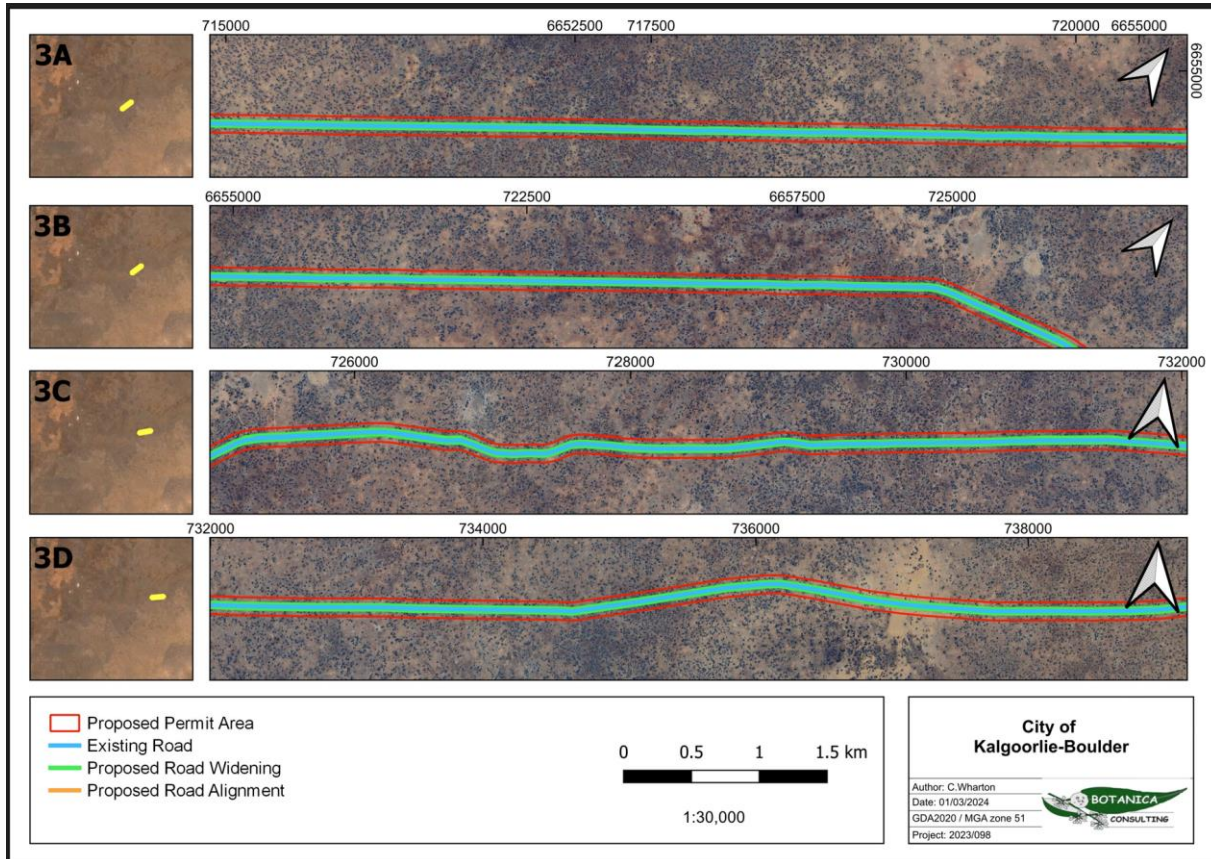 715000 6652500 717500 720000 6655000
3A
6655000
6655000 722500 6657500 725000
3B
726000 728000 730000 732000
3C
732000 734000 736000 738000
3D
Proposed Permit Area
Existing Road
Proposed Road Widening
Proposed Road Alignment
0 0.5 1 1.5 km
1:30,000
City of
Kalgoorlie-Boulder
Author: C.Wharton
Date: 01/03/2024
GDA2020 / MGA zone 51
Project: 2023/098
BOTANICA
CONSULTING